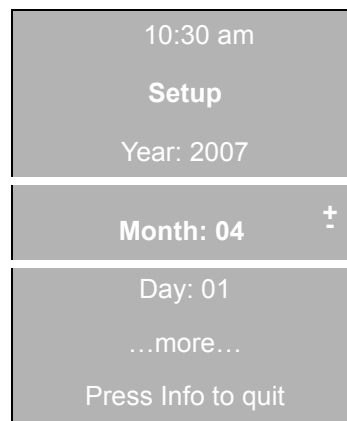 10:30 am
Setup
Year: 2007
Month: 04 +
-
Day: 01
…more…
Press Info to quit